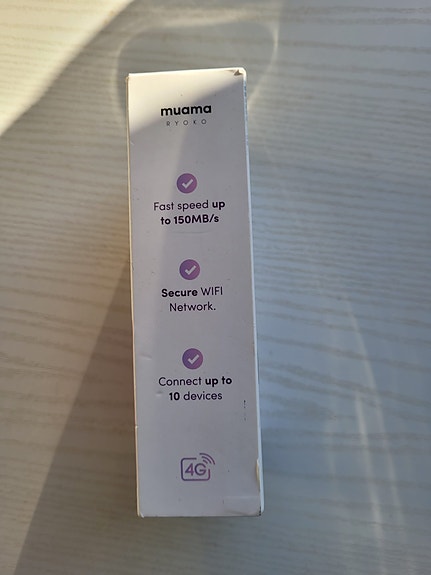 muama
RYOKO
Fast speed up
to 150MB/s
Secure WIFI
Network.
Connect up to
10 devices
4G